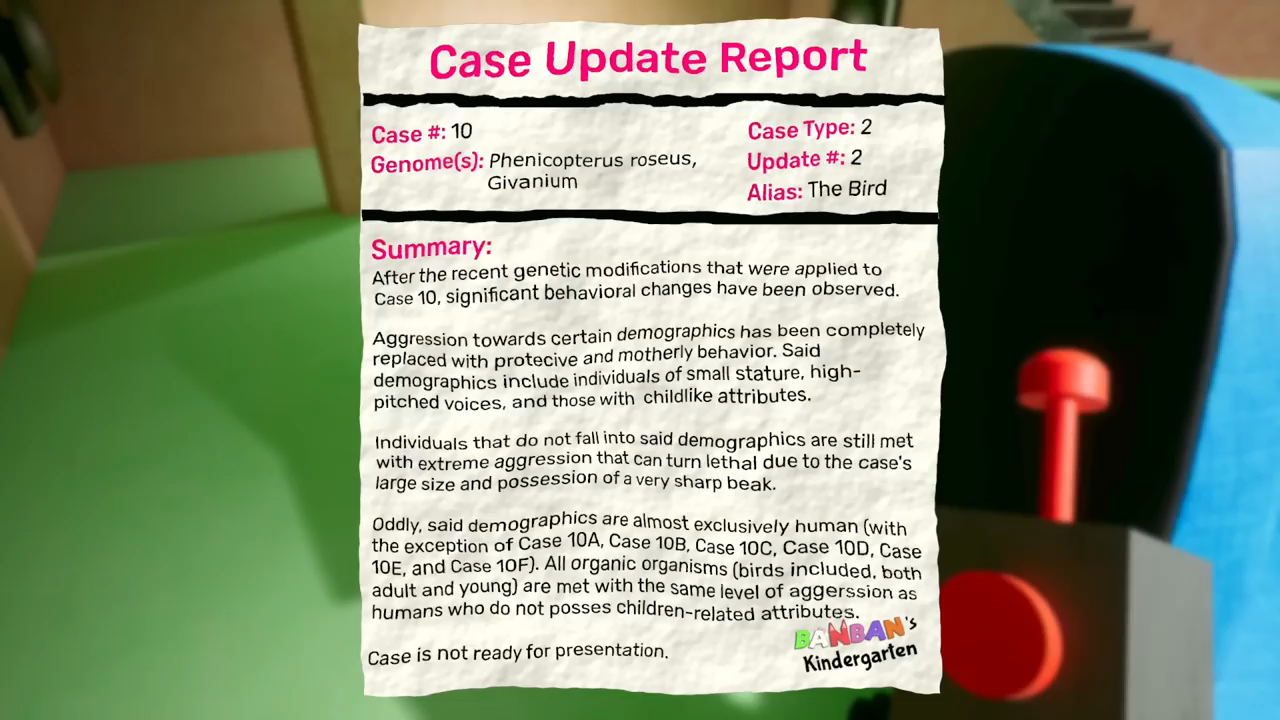 Case Update Report
Case #: 10
Case Type: 2
Genome(s): Phenicopterus roseus,
Givanium
Update #: 2
Alias: The Bird
Summary:
After the recent genetic modifications that were applied to
Case 10, significant behavioral changes have been observed.
Aggression towards certain demographics has been completely
replaced with protecive and motherly behavior. Said
demographics include individuals of small stature, high-
pitched voices, and those with childlike attributes.
Individuals that do not fall into said demographics are still met
with extreme aggression that can turn lethal due to the case's
large size and possession of a very sharp beak.
Oddly, said demographics are almost exclusively human (with
the exception of Case 10A, Case 10B, Case 10C, Case 10D, Case
10E, and Case 10F). All organic organisms (birds included, both
adult and young) are met with the same level of aggerssion as
humans who do not posses children-related attributes.
Case is not ready for presentation.
BANBAN's
Kindergarten